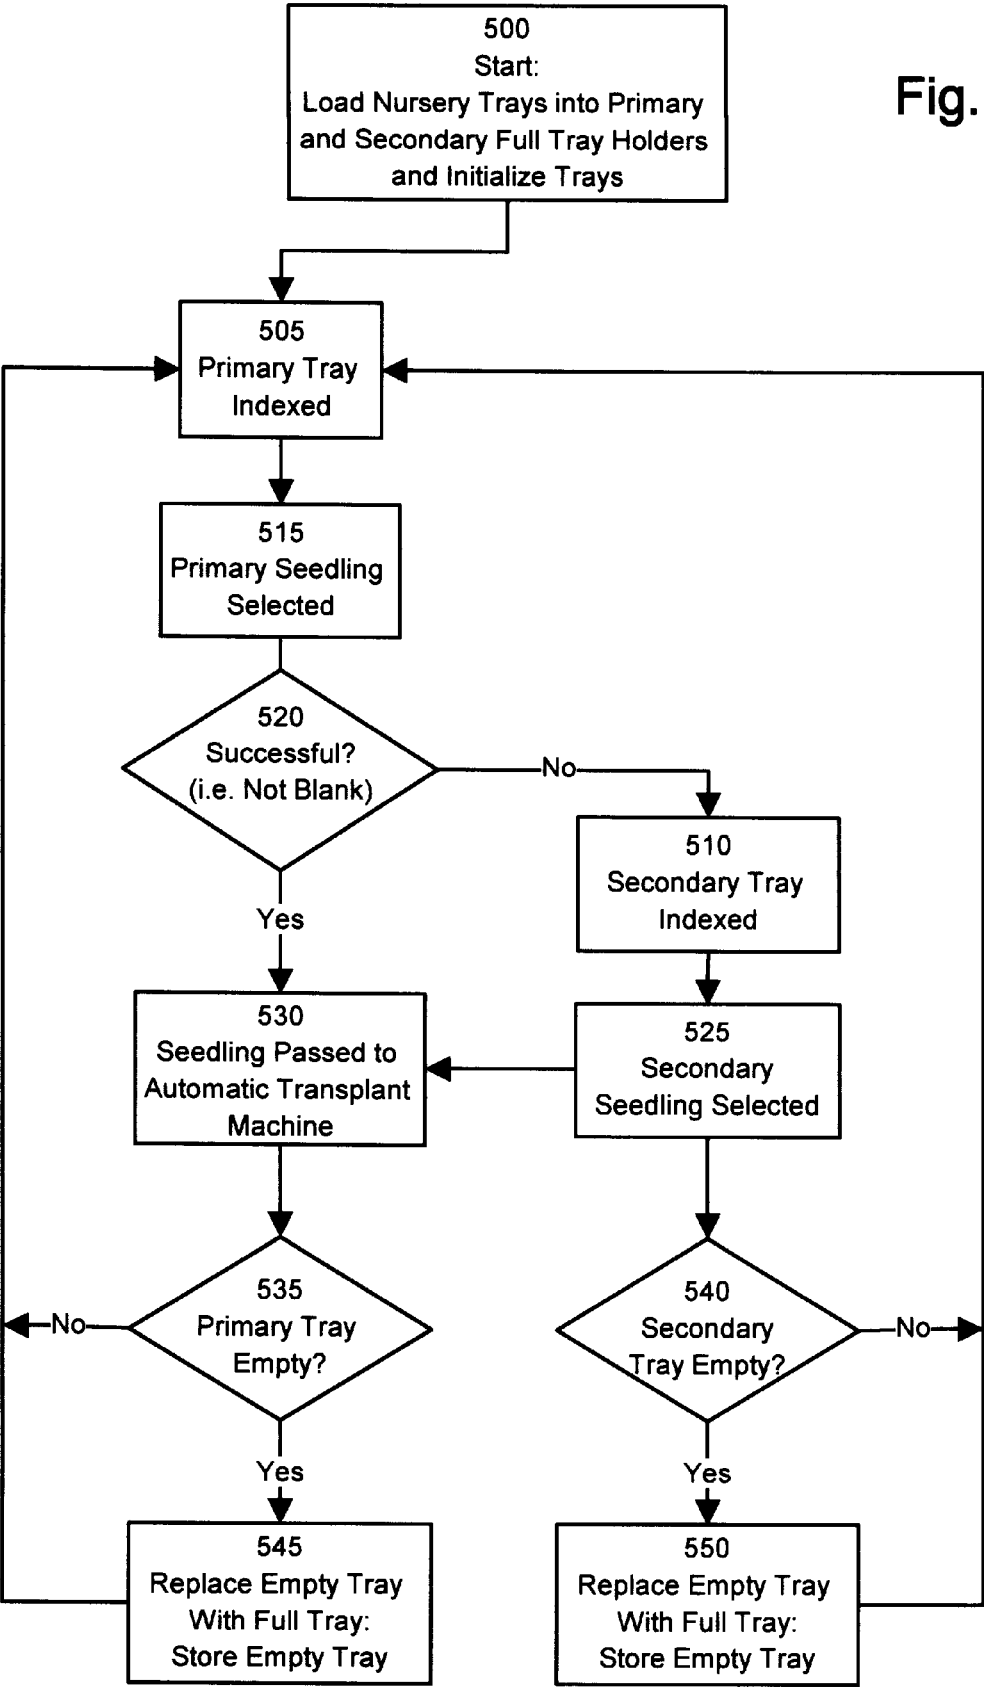 500
Start:
Load Nursery Trays into Primary
and Secondary Full Tray Holders
and Initialize Trays
Fig.
505
Primary Tray
Indexed
515
Primary Seedling
Selected
520
Successful?
(i.e. Not Blank)
No
510
Secondary Tray
Indexed
Yes
530
Seedling Passed to
Automatic Transplant
Machine
525
Secondary
Seedling Selected
535
Primary Tray
Empty?
No
540
Secondary
Tray Empty?
No
Yes
Yes
545
Replace Empty Tray
With Full Tray:
Store Empty Tray
550
Replace Empty Tray
With Full Tray:
Store Empty Tray